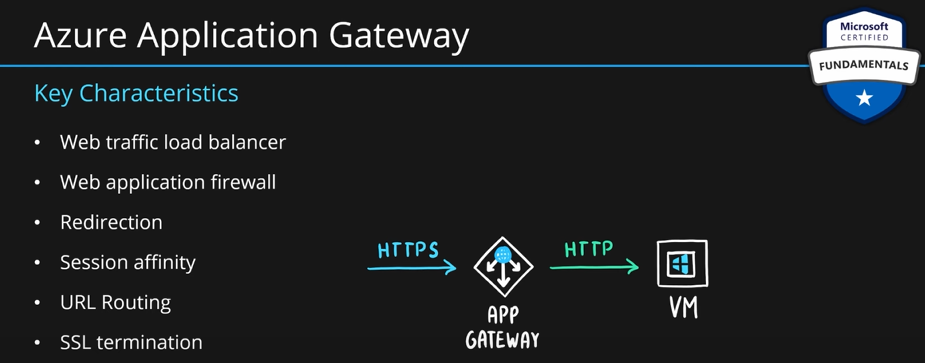 Azure Application Gateway
Microsoft
CERTIFIED
FUNDAMENTALS
Key Characteristics
• Web traffic load balancer
• Web application firewall
• Redirection
• Session affinity
• URL Routing
• SSL termination
HTTPS
HTTP
APP
GATEWAY
VM